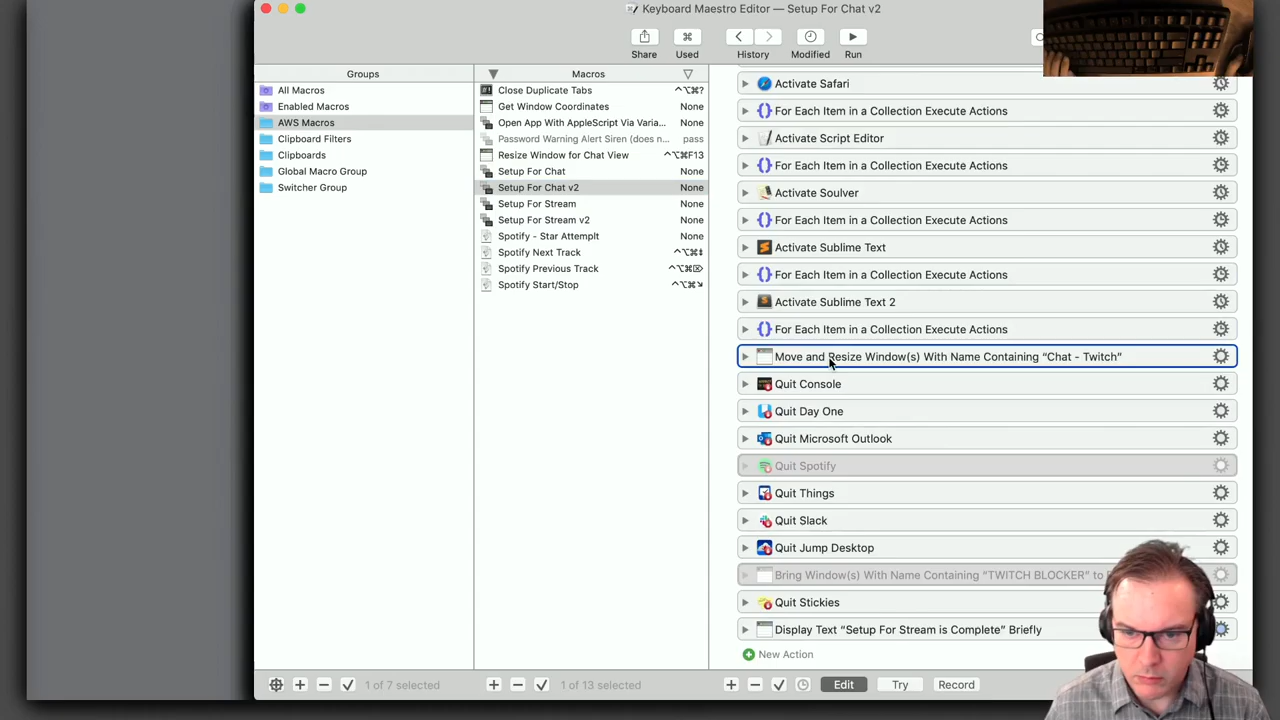 Keyboard Maestro Editor — Setup For Chat v2
Share
Used
History
Modified
Run
Groups
All Macros
Enabled Macros
AWS Macros
Clipboard Filters
Clipboards
Global Macro Group
Switcher Group
Macros
Close Duplicate Tabs ^⌥⌘?
Get Window Coordinates None
Open App With AppleScript Via Varia... None
Password Warning Alert Siren (does n... pass
Resize Window for Chat View ^⌥⌘F13
Setup For Chat None
Setup For Chat v2 None
Setup For Stream None
Setup For Stream v2 None
Spotify - Star Attemplt None
Spotify Next Track ^⌥⌘⇟
Spotify Previous Track ^⌥⌘⌦
Spotify Start/Stop ^⌥⌘↘
Activate Safari
For Each Item in a Collection Execute Actions
Activate Script Editor
For Each Item in a Collection Execute Actions
Activate Soulver
For Each Item in a Collection Execute Actions
Activate Sublime Text
For Each Item in a Collection Execute Actions
Activate Sublime Text 2
For Each Item in a Collection Execute Actions
Move and Resize Window(s) With Name Containing “Chat - Twitch”
Quit Console
Quit Day One
Quit Microsoft Outlook
Quit Spotify
Quit Things
Quit Slack
Quit Jump Desktop
Bring Window(s) With Name Containing “TWITCH BLOCKER” to
Quit Stickies
Display Text “Setup For Stream is Complete” Briefly
New Action
1 of 7 selected
1 of 13 selected
Edit
Try
Record